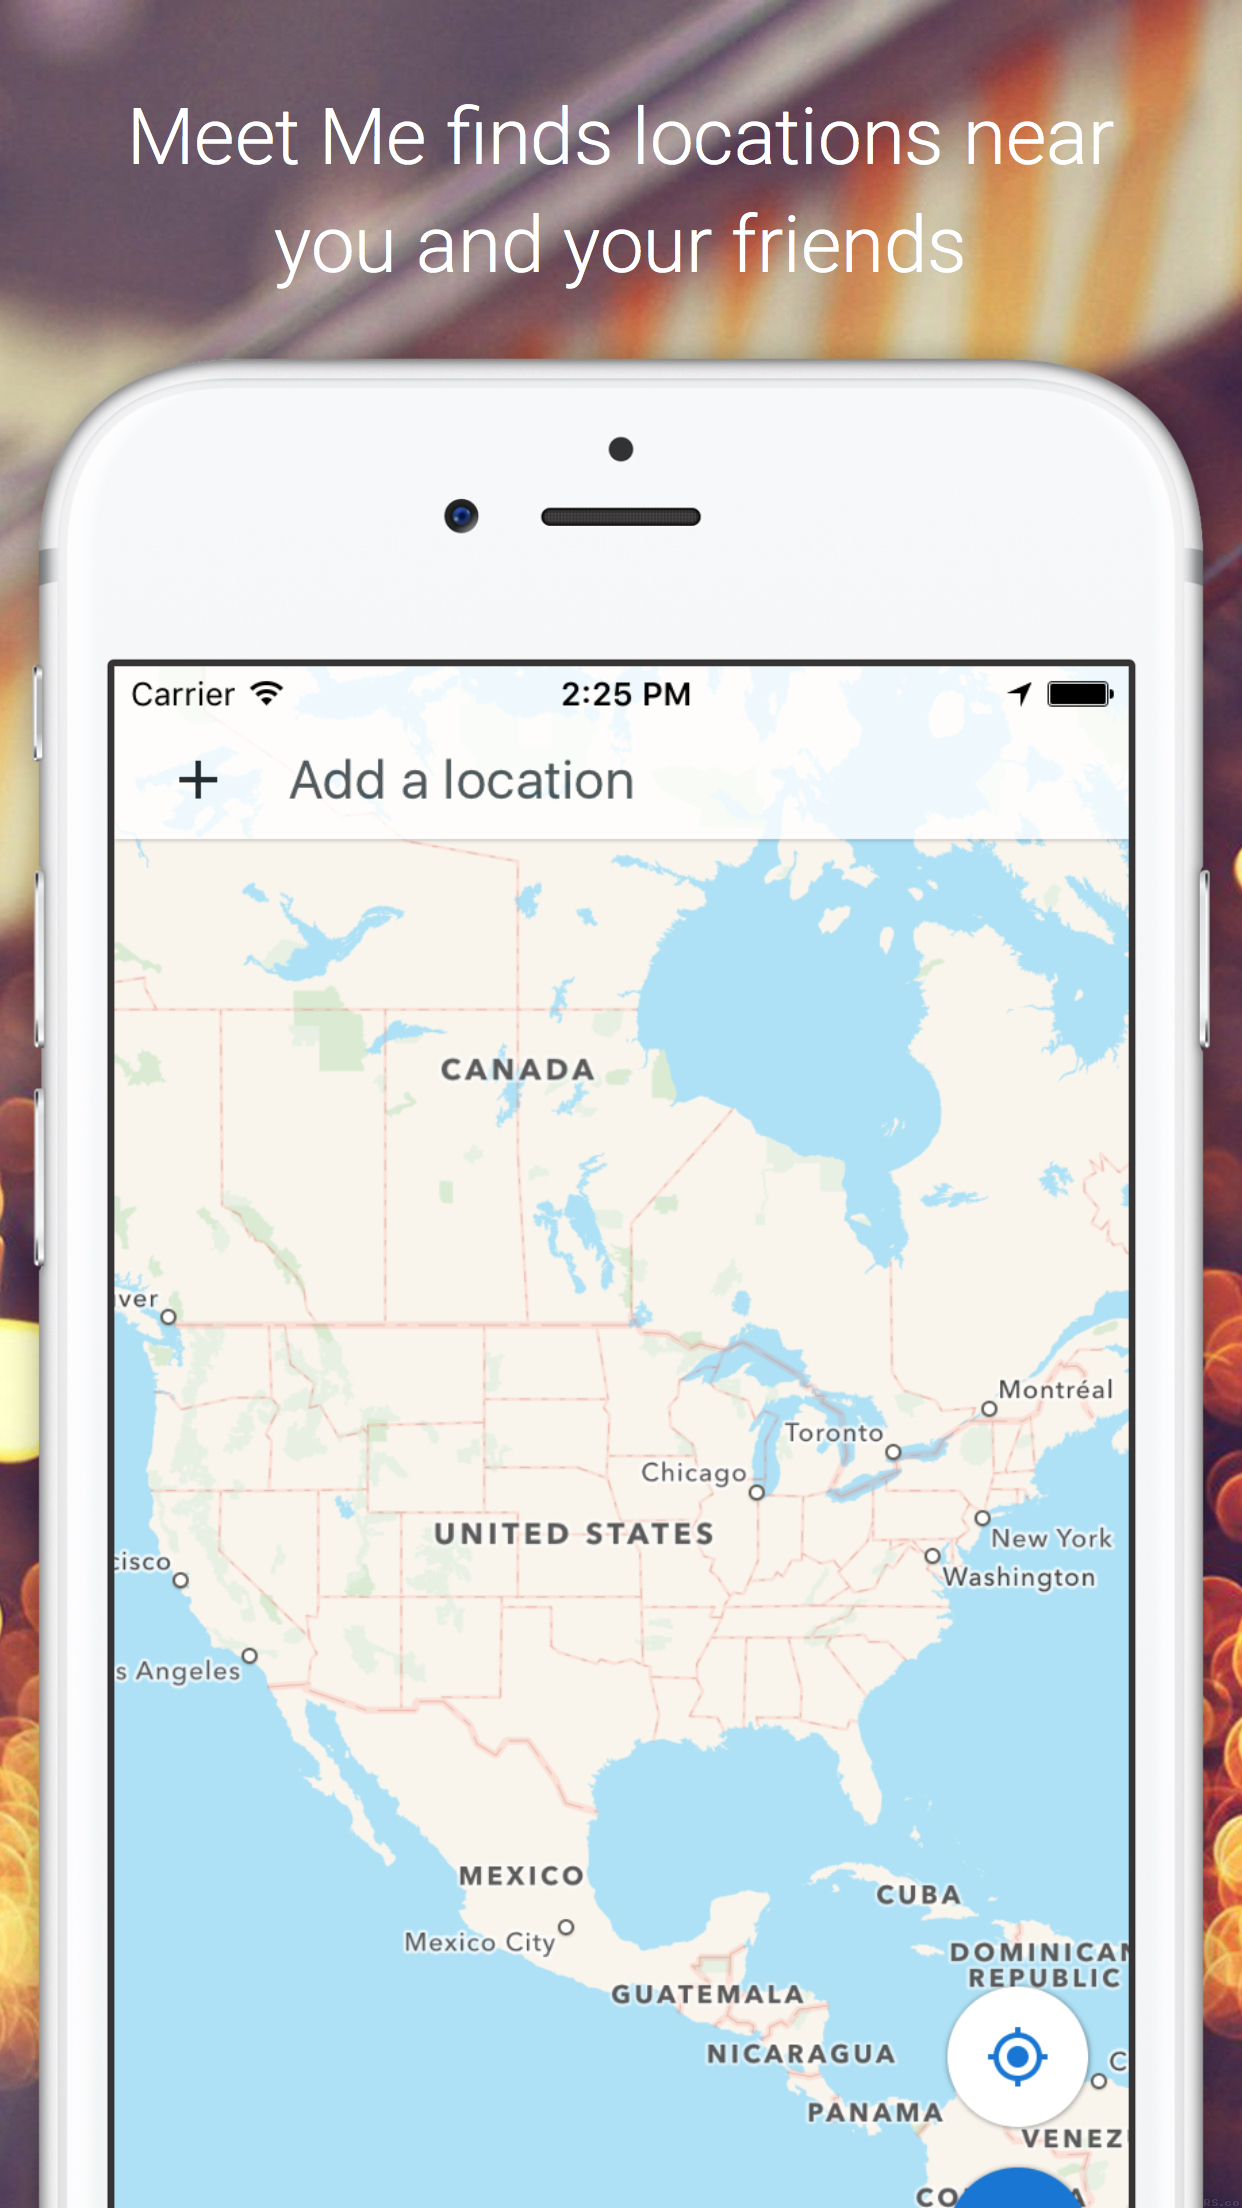 Meet Me finds locations near
you and your friends
Carrier
2:25 PM
+ Add a location
CANADA
ver
Montréal
Toronto
Chicago
UNITED STATES
New York
cisco
Washington
s Angeles
MEXICO
CUBA
Mexico City
DOMINICAN
REPUBLIC
GUATEMALA
NICARAGUA
C
PANAMA
VENEZ
CO
A